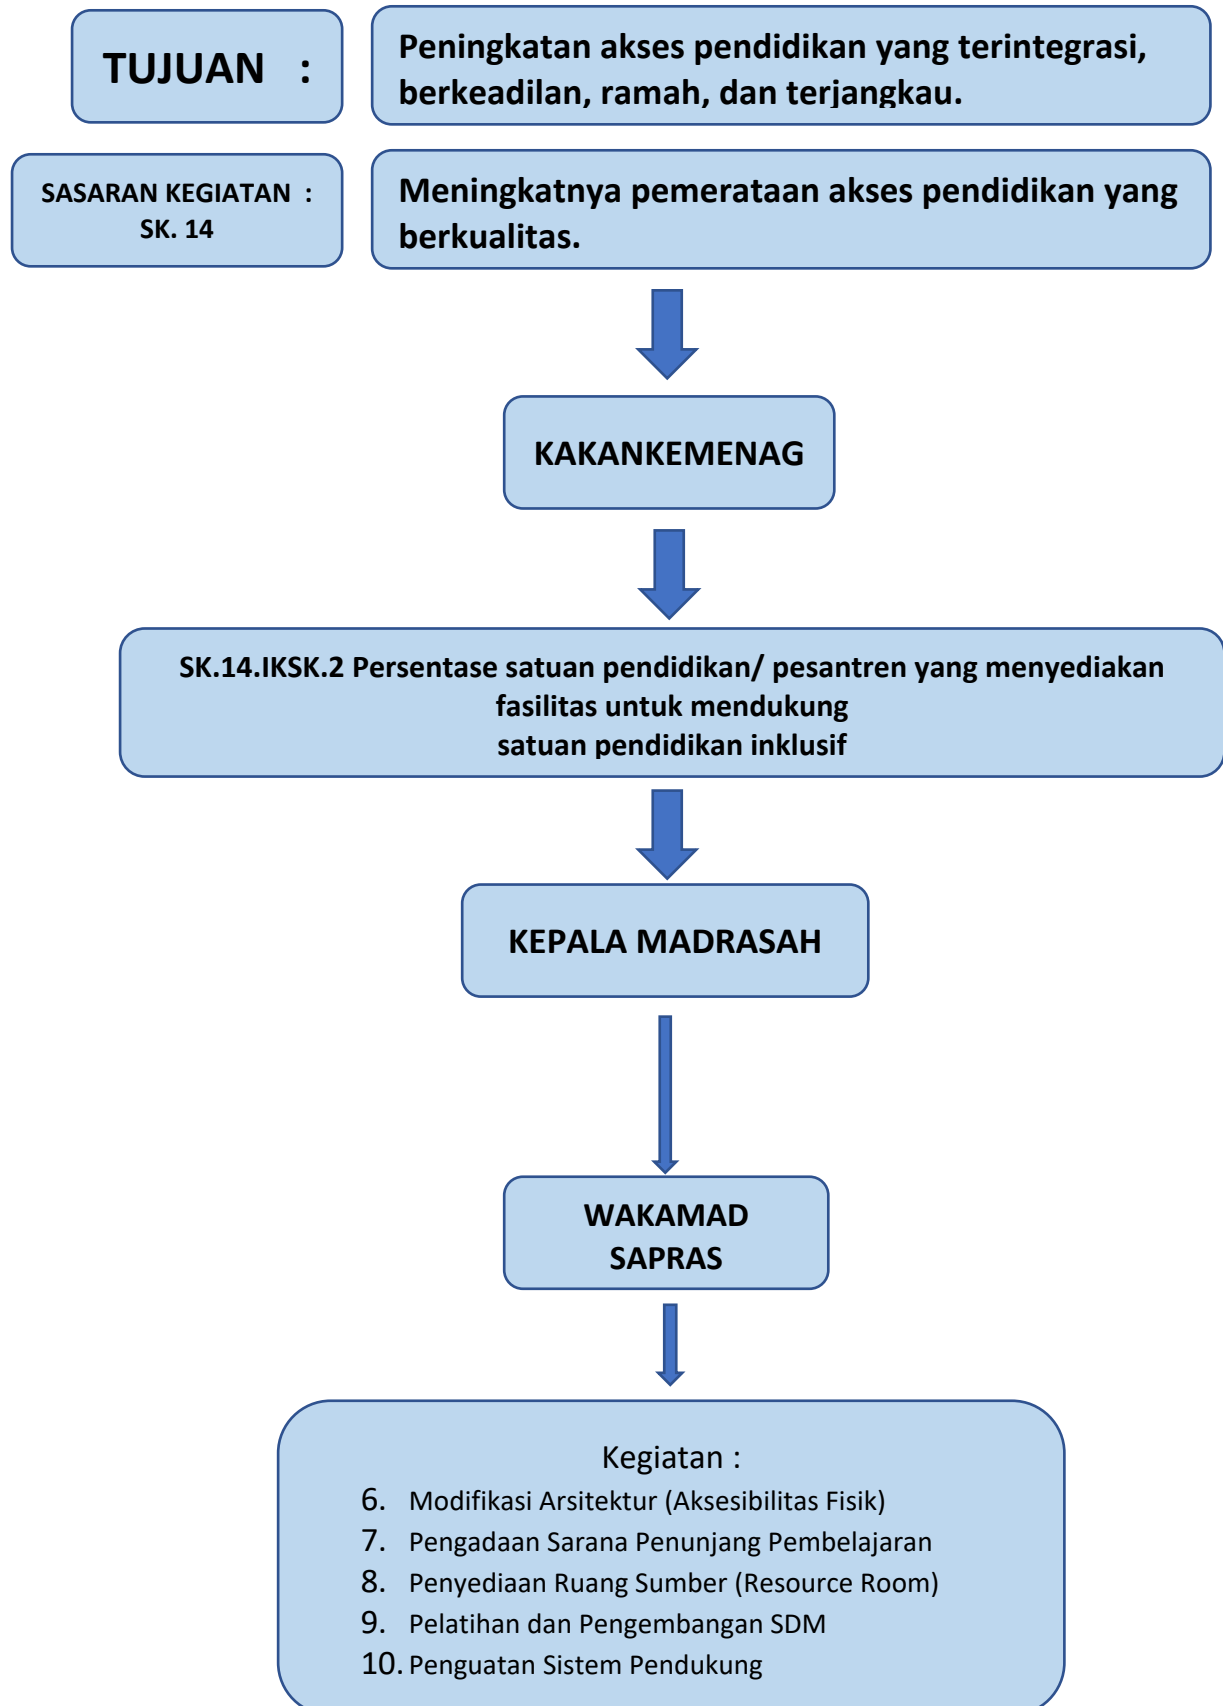 TUJUAN :
Peningkatan akses pendidikan yang terintegrasi,
berkeadilan, ramah, dan terjangkau.
SASARAN KEGIATAN :
SK. 14
Meningkatnya pemerataan akses pendidikan yang
berkualitas.
KAKANKEMENAG
SK.14.IKSK.2 Persentase satuan pendidikan/ pesantren yang menyediakan
fasilitas untuk mendukung
satuan pendidikan inklusif
KEPALA MADRASAH
WAKAMAD
SAPRAS
Kegiatan :
6. Modifikasi Arsitektur (Aksesibilitas Fisik)
7. Pengadaan Sarana Penunjang Pembelajaran
8. Penyediaan Ruang Sumber (Resource Room)
9. Pelatihan dan Pengembangan SDM
10. Penguatan Sistem Pendukung